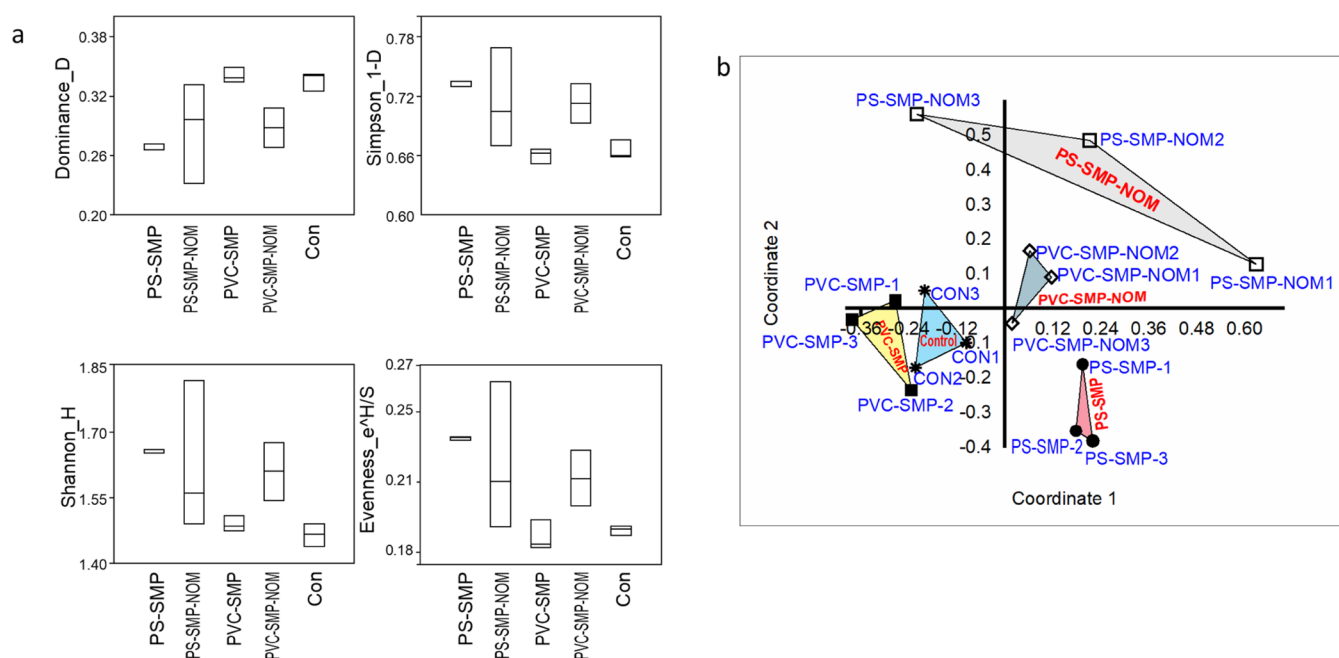 a
Dominance_D
0.38
0.32
0.26
0.20
PS-SMP
PS-SMP-NOM
PVC-SMP
PVC-SMP-NOM
Con
Simpson_1-D
0.78
0.72
0.66
0.60
PS-SMP
PS-SMP-NOM
PVC-SMP
PVC-SMP-NOM
Con
Shannon_H
1.85
1.70
1.55
1.40
PS-SMP
PS-SMP-NOM
PVC-SMP
PVC-SMP-NOM
Con
Evenness_e^H/S
0.27
0.25
0.21
0.18
PS-SMP
PS-SMP-NOM
PVC-SMP
PVC-SMP-NOM
Con
b
Coordinate 2
PS-SMP-NOM3
0.5
PS-SMP-NOM2
PS-SMP-NOM
0.4
0.3
0.2
PVC-SMP-NOM2
PS-SMP-NOM1
PVC-SMP-1
CON3
0.1
PVC-SMP-NOM1
PVC-SMP-NOM
-0.36 -0.24 -0.12 0.12 0.24 0.36 0.48 0.60
PVC-SMP-3
PVC-SMP
Control
-0.1
CON1
PVC-SMP-NOM3
CON2
-0.2
PS-SMP-1
PVC-SMP-2
-0.3
PS-SMP
PS-SMP-2
-0.4
PS-SMP-3
Coordinate 1